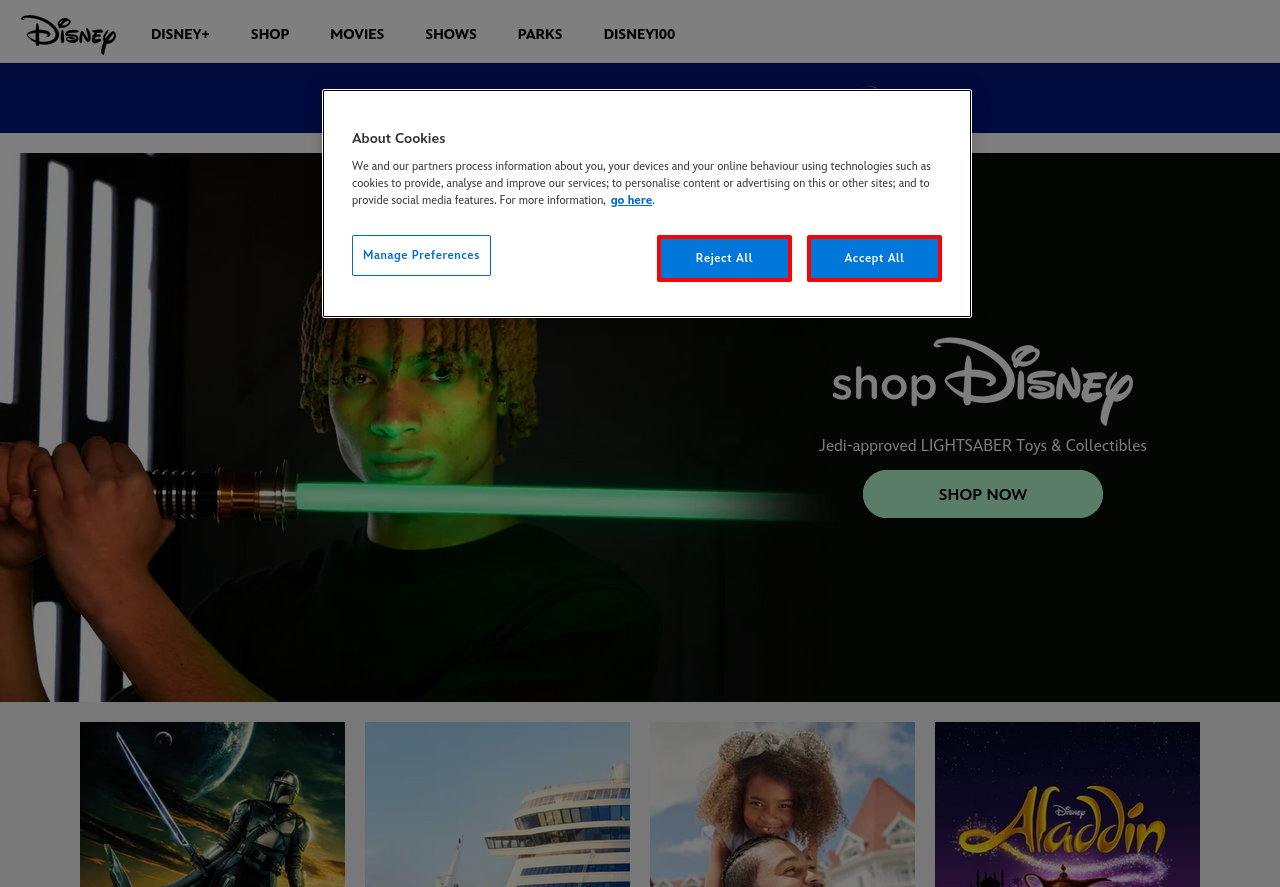 Disney
DISNEY+
SHOP
MOVIES
SHOWS
PARKS
DISNEY100
About Cookies
We and our partners process information about you, your devices and your online behaviour using technologies such as
cookies to provide, analyse and improve our services; to personalise content or advertising on this or other sites; and to
provide social media features. For more information, go here.
Manage Preferences
Reject All
Accept All
shop Disney
Jedi-approved LIGHTSABER Toys & Collectibles
SHOP NOW
Disney
Aladdin